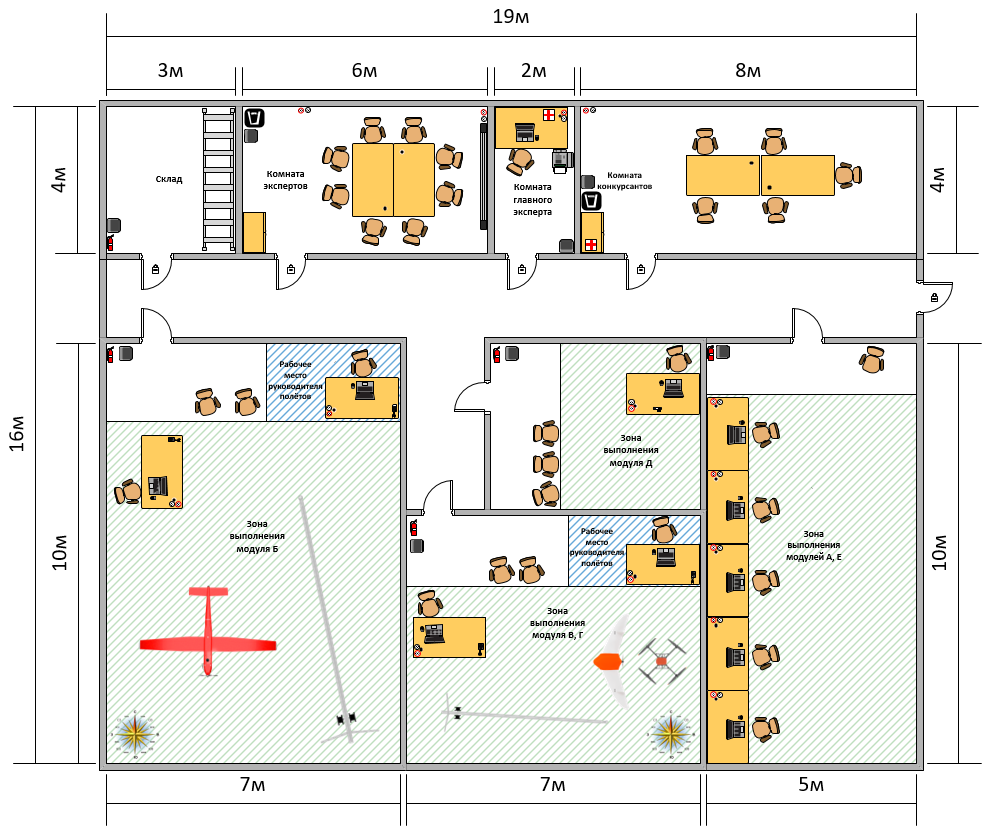 19м
3м
6м
2м
8м
4м
4м
Склад
Комната
экспертов
Комната
главного
эксперта
Комната
конкурсантов
16м
10м
10м
Рабочее
место
руководителя
полётов
Зона
выполнения
модуля Б
Зона
выполнения
модуля Д
Рабочее
место
руководителя
полётов
Зона
выполнения
модуля В, Г
Зона
выполнения
модулей А, Е
7м
7м
5м